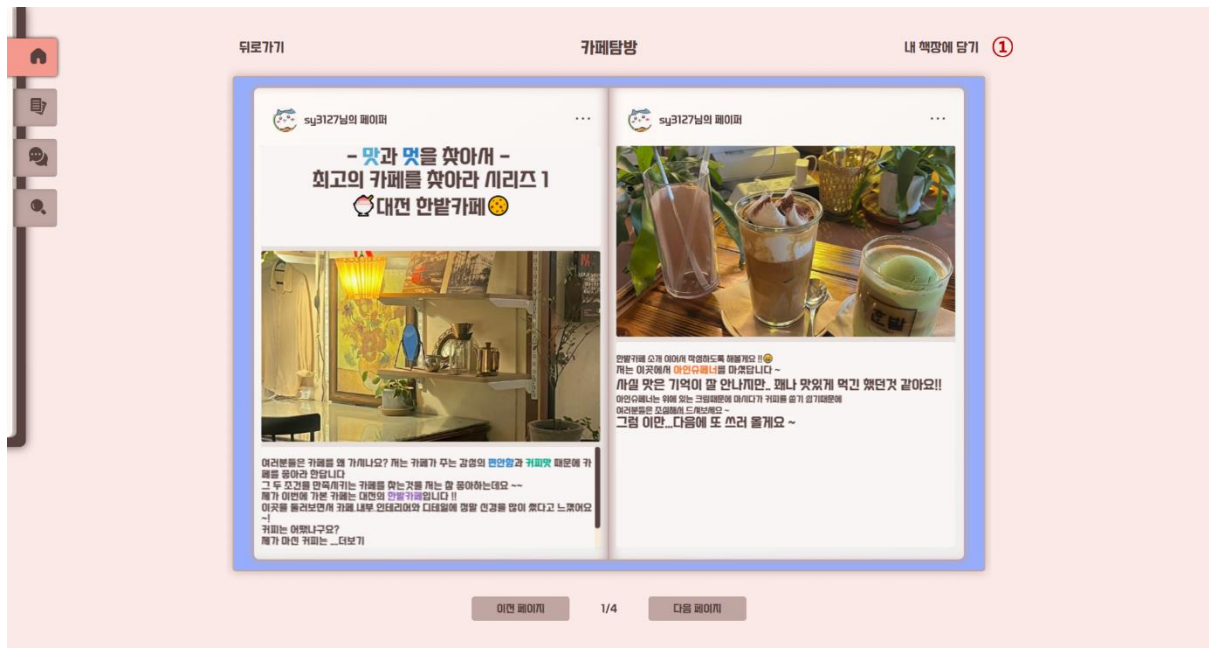 뒤로가기
카페탐방
내 책장에 담기 ①
sy3127님의 페이퍼 ...
- 맛과 멋을 찾아서 -
최고의 카페를 찾아라 시리즈 1
🍧대전 한밭카페🍪
여러분들은 카페를 왜 가시나요? 저는 카페가 주는 감성의 편안함과 커피맛 때문에 카
페를 좋아라 한답니다
그 두 조건을 만족시키는 카페를 찾는것을 저는 참 좋아하는데요 ~~
제가 이번에 가본 카페는 대전의 한밭카페입니다 !!
이곳을 둘러보면서 카페 내부 인테리어와 디테일에 정말 신경을 많이 썼다고 느꼈어요
~!
커피는 어땠냐구요?
제가 마신 커피는 ...더보기
sy3127님의 페이퍼 ...
한밭
한밭카페 소개 이어서 작성하도록 해볼게요 !!😀
저는 이곳에서 아인슈페너를 마셨답니다 ~
사실 맛은 기억이 잘 안나지만.. 꽤나 맛있게 먹긴 했던것 같아요!!
아인슈페너는 위에 있는 크림때문에 마시다가 커피를 쏟기 쉽기때문에
여러분들은 조심해서 드셔보세요 ~
그럼 이만...다음에 또 쓰러 올게요 ~
이전 페이지
1/4
다음 페이지